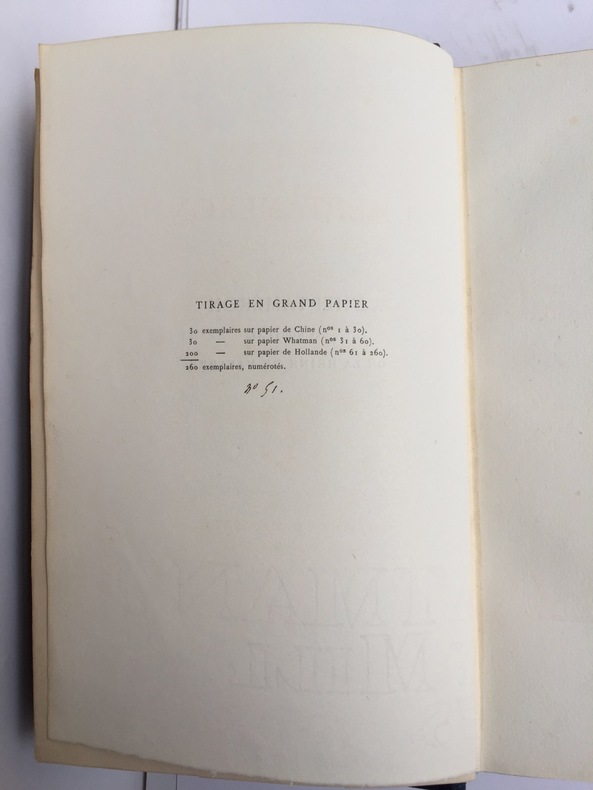 TIRAGE EN GRAND PAPIER
30 exemplaires sur papier de Chine (nᵒˢ 1 à 30).
30 — sur papier Whatman (nᵒˢ 31 à 60).
200 — sur papier de Hollande (nᵒˢ 61 à 260).
260 exemplaires, numérotés.
nᵒ 51.